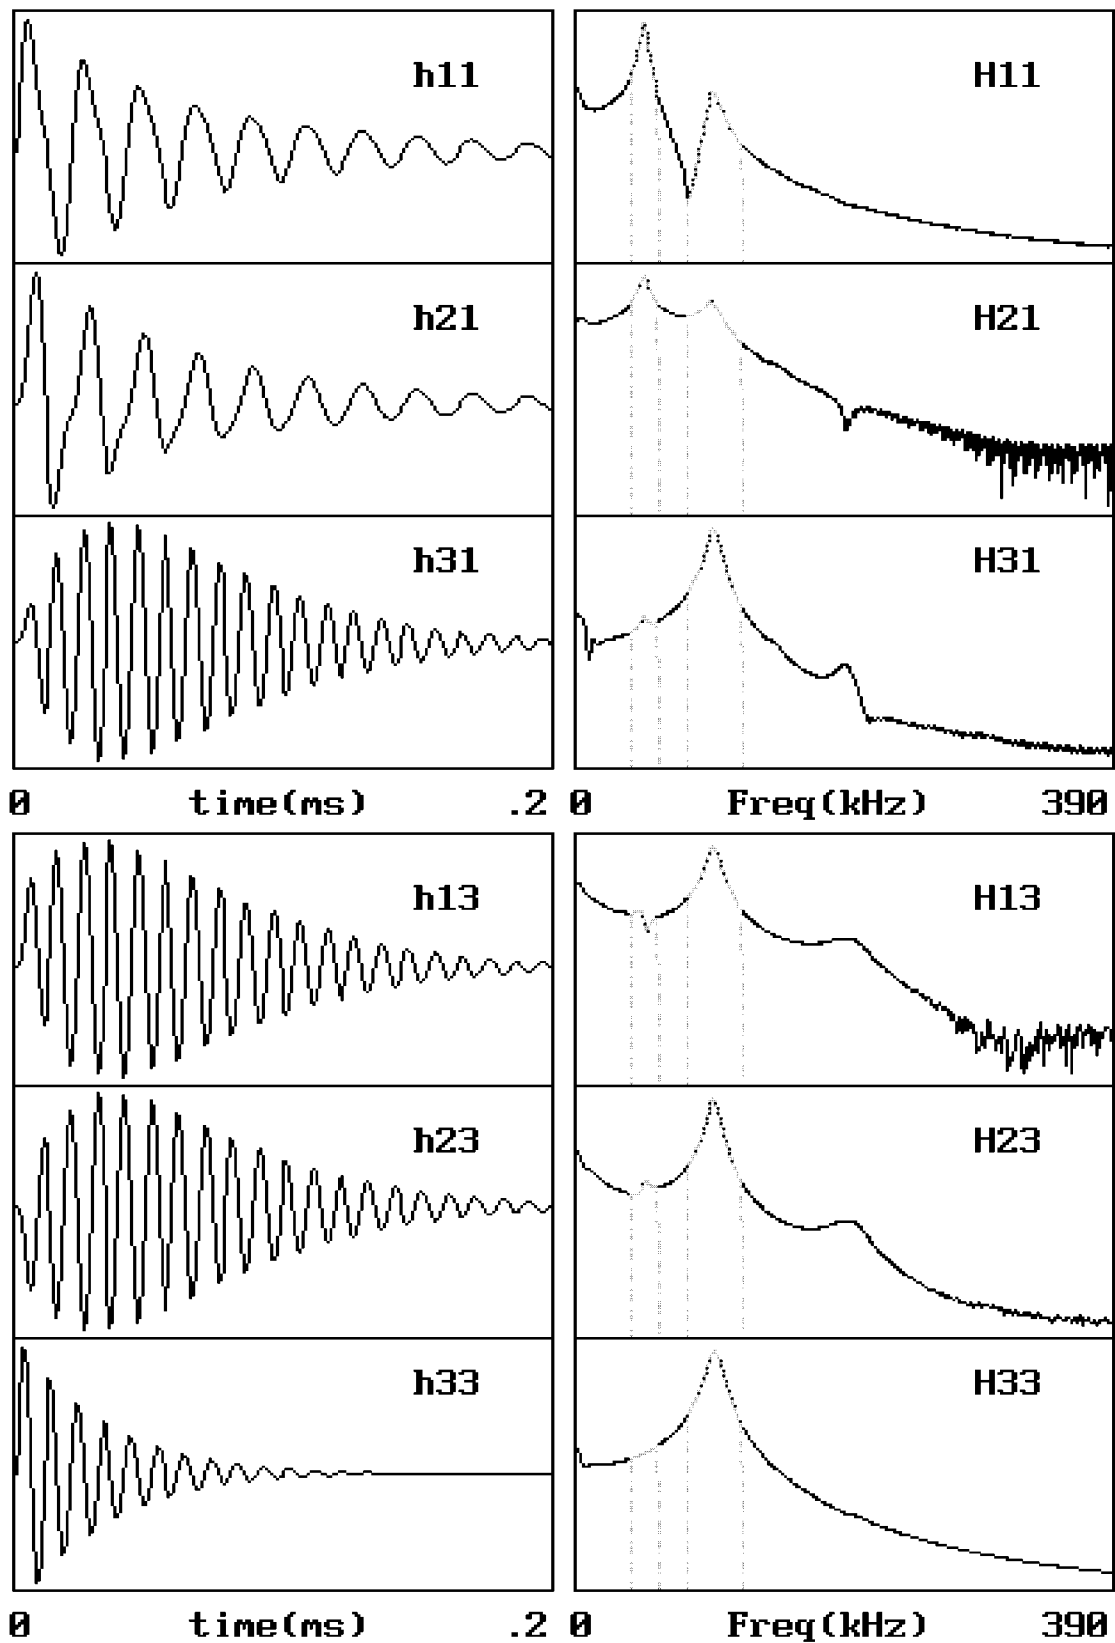 h11 H11
h21 H21
h31 H31
0 time(ms) .2 0 Freq(kHz) 390
h13 H13
h23 H23
h33 H33
0 time(ms) .2 0 Freq(kHz) 390